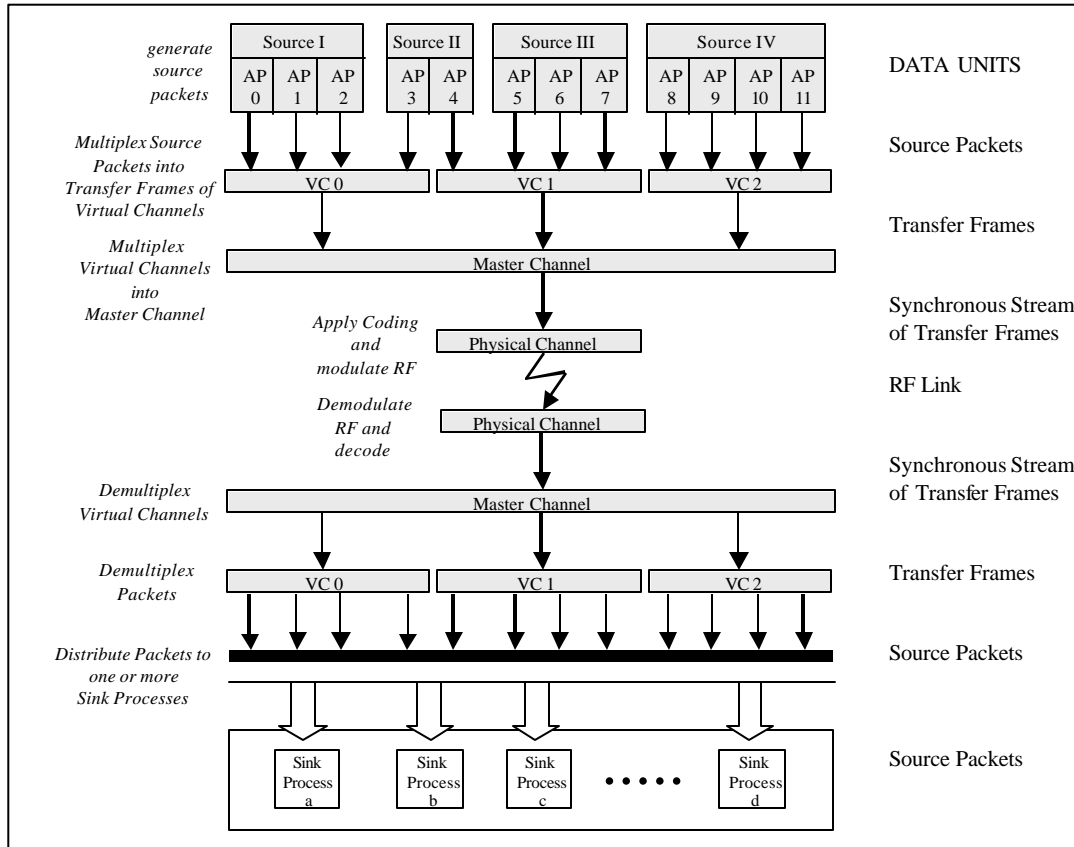 generate
source
packets
Source I
Source II
Source III
Source IV
AP
0
AP
1
AP
2
AP
3
AP
4
AP
5
AP
6
AP
7
AP
8
AP
9
AP
10
AP
11
DATA UNITS
Multiplex Source
Packets into
Transfer Frames of
Virtual Channels
VC 0
VC 1
VC 2
Source Packets
Transfer Frames
Multiplex
Virtual Channels
into
Master Channel
Master Channel
Synchronous Stream
of Transfer Frames
Apply Coding
and
modulate RF
Physical Channel
RF Link
Demodulate
RF and
decode
Physical Channel
Synchronous Stream
of Transfer Frames
Demultiplex
Virtual Channels
Master Channel
Demultiplex
Packets
VC 0
VC 1
VC 2
Transfer Frames
Distribute Packets to
one or more
Sink Processes
Source Packets
Sink
Process
a
Sink
Process
b
Sink
Process
c
• • • • •
Sink
Process
d
Source Packets